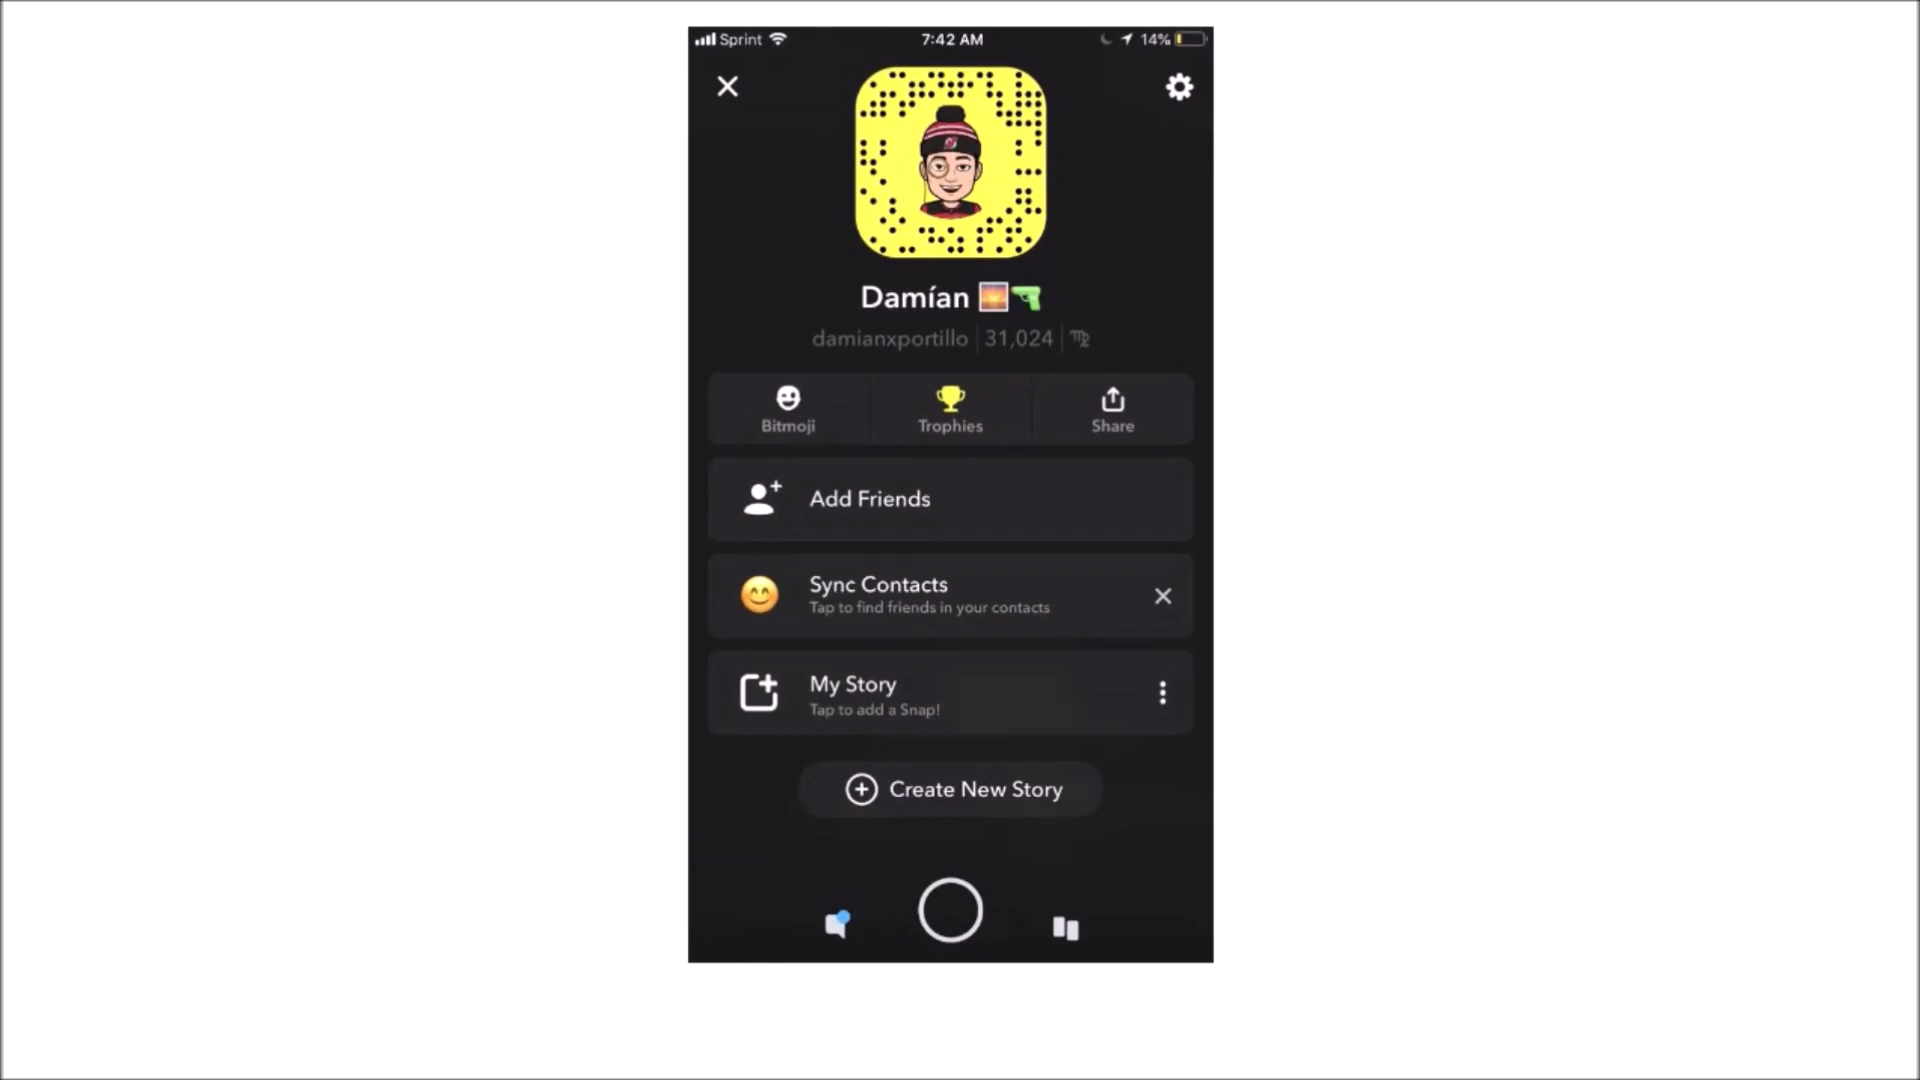 Sprint 7:42 AM 14%
Damían
damianxportillo 31,024
Bitmoji Trophies Share
Add Friends
Sync Contacts
Tap to find friends in your contacts
My Story
Tap to add a Snap!
Create New Story